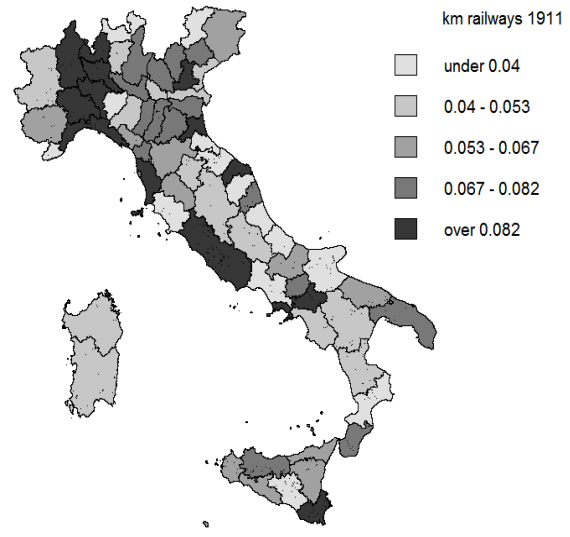 km railways 1911
under 0.04
0.04 - 0.053
0.053 - 0.067
0.067 - 0.082
over 0.082